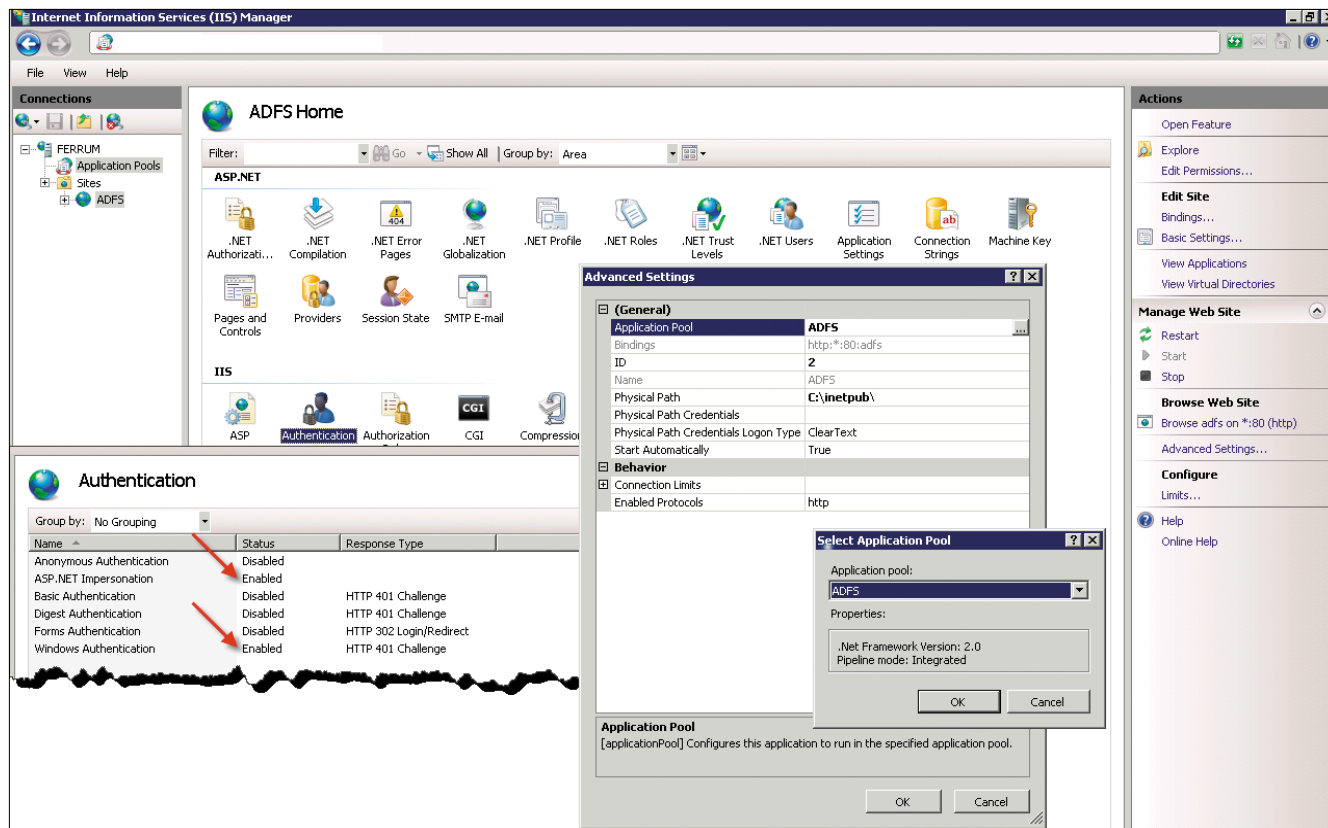 Internet Information Services (IIS) Manager
File View Help
Connections
FERRUM
Application Pools
Sites
ADFS
ADFS Home
Filter: Go Show All Group by: Area
ASP.NET
.NET Authorizati...
.NET Compilation
.NET Error Pages
.NET Globalization
.NET Profile
.NET Roles
.NET Trust Levels
.NET Users
Application Settings
Connection Strings
Machine Key
Pages and Controls
Providers
Session State
SMTP E-mail
IIS
ASP
Authentication
Authorization
CGI
Compression
Authentication
Group by: No Grouping
Name Status Response Type
Anonymous Authentication Disabled
ASP.NET Impersonation Enabled
Basic Authentication Disabled HTTP 401 Challenge
Digest Authentication Disabled HTTP 401 Challenge
Forms Authentication Disabled HTTP 302 Login/Redirect
Windows Authentication Enabled HTTP 401 Challenge
Advanced Settings
(General)
Application Pool ADFS ...
Bindings http:*:80:adfs
ID 2
Name ADFS
Physical Path C:\inetpub\
Physical Path Credentials
Physical Path Credentials Logon Type ClearText
Start Automatically True
Behavior
Connection Limits
Enabled Protocols http
Application Pool
[applicationPool] Configures this application to run in the specified application pool.
OK Cancel
Select Application Pool
Application pool:
ADFS
Properties:
.Net Framework Version: 2.0
Pipeline mode: Integrated
OK Cancel
Actions
Open Feature
Explore
Edit Permissions...
Edit Site
Bindings...
Basic Settings...
View Applications
View Virtual Directories
Manage Web Site
Restart
Start
Stop
Browse Web Site
Browse adfs on *:80 (http)
Advanced Settings...
Configure
Limits...
Help
Online Help